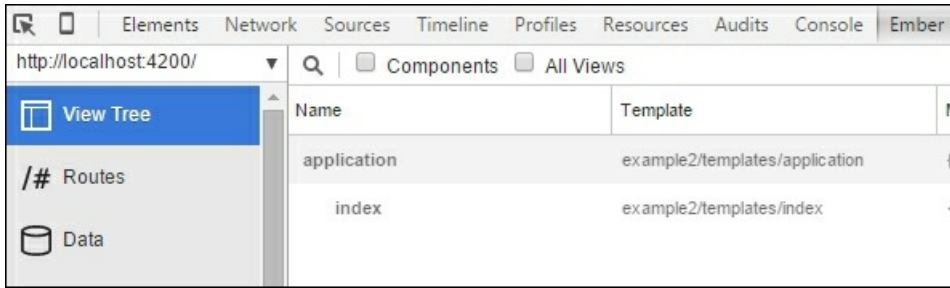 Elements Network Sources Timeline Profiles Resources Audits Console Ember
http://localhost:4200/ ▼ Components All Views
View Tree Name Template
/# Routes application example2/templates/application
index example2/templates/index
Data